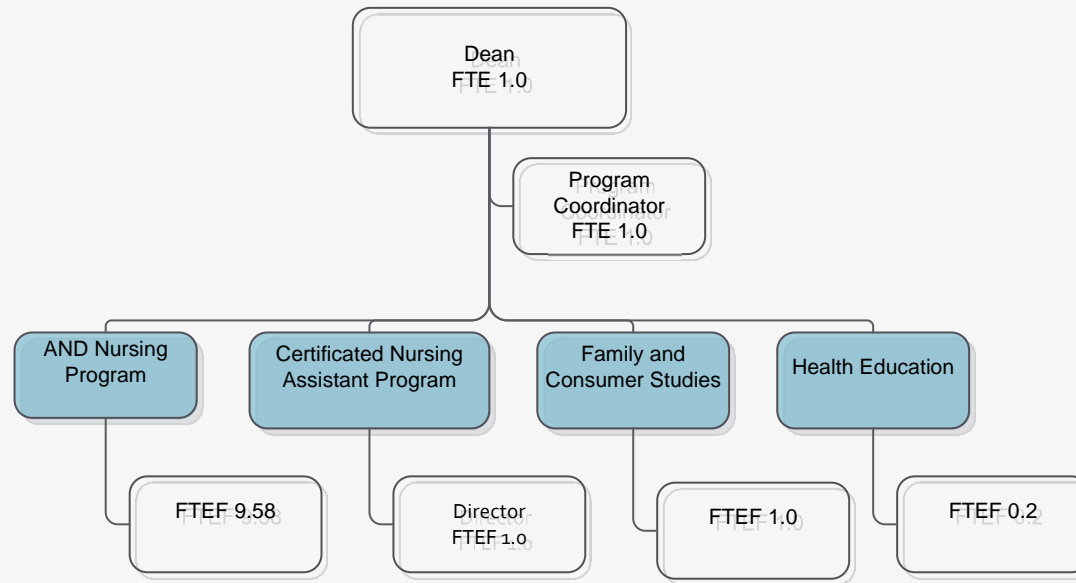 Dean
FTE 1.0
Program
Coordinator
FTE 1.0
AND Nursing
Program
Certificated Nursing
Assistant Program
Family and
Consumer Studies
Health Education
FTEF 9.58
Director
FTEF 1.0
FTEF 1.0
FTEF 0.2